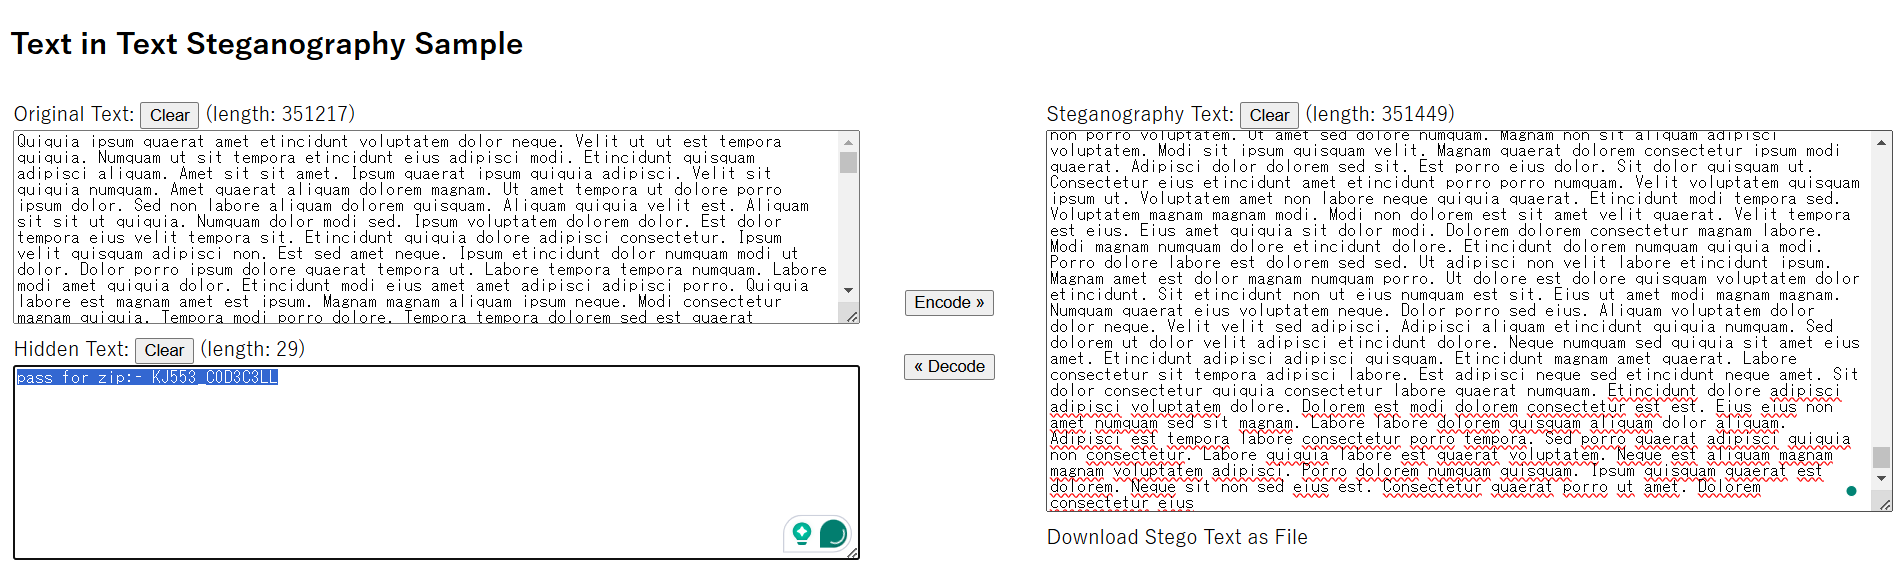 Text in Text Steganography Sample
Original Text: Clear (length: 351217)
Quiquia ipsum quaerat amet etincidunt voluptatem dolor neque. Velit ut ut est tempora
quiquia. Numquam ut sit tempora etincidunt eius adipisci modi. Etincidunt quisquam
adipisci aliquam. Amet sit sit amet. Ipsum quaerat ipsum quiquia adipisci. Velit sit
quiquia numquam. Amet quaerat aliquam dolorem magnam. Ut amet tempora ut dolore porro
ipsum dolor. Sed non labore aliquam dolorem quisquam. Aliquam quiquia velit est. Aliquam
sit sit ut quiquia. Numquam dolor modi sed. Ipsum voluptatem dolorem dolor. Est dolor
tempora eius velit tempora sit. Etincidunt quiquia dolore adipisci consectetur. Ipsum
velit quisquam adipisci non. Est sed amet neque. Ipsum etincidunt dolor numquam modi ut
dolor. Dolor porro ipsum dolore quaerat tempora ut. Labore tempora tempora numquam. Labore
modi amet quiquia dolor. Etincidunt modi eius amet amet adipisci adipisci porro. Quiquia
labore est magnam amet est ipsum. Magnam magnam aliquam ipsum neque. Modi consectetur
magnam quiquia. Tempora modi porro dolore. Tempora tempora dolorem sed est quaerat
Hidden Text: Clear (length: 29)
pass for zip:- KJ553_C0D3C3LL
Encode »
« Decode
Steganography Text: Clear (length: 351449)
non porro voluptatem. Ut amet sed dolore numquam. Magnam non sit aliquam adipisci
voluptatem. Modi sit ipsum quisquam velit. Magnam quaerat dolorem consectetur ipsum modi
quaerat. Adipisci dolor dolorem sed sit. Est porro eius dolor. Sit dolor quisquam ut.
Consectetur eius etincidunt amet etincidunt porro porro numquam. Velit voluptatem quisquam
ipsum ut. Voluptatem amet non labore neque quiquia quaerat. Etincidunt modi tempora sed.
Voluptatem magnam magnam modi. Modi non dolorem est sit amet velit quaerat. Velit tempora
est eius. Eius amet quiquia sit dolor modi. Dolorem dolorem consectetur magnam labore.
Modi magnam numquam dolore etincidunt dolore. Etincidunt dolorem numquam quiquia modi.
Porro dolore labore est dolorem sed sed. Ut adipisci non velit labore etincidunt ipsum.
Magnam amet est dolor magnam numquam porro. Ut dolore est dolore quisquam voluptatem dolor
etincidunt. Sit etincidunt non ut eius numquam est sit. Eius ut amet modi magnam magnam.
Numquam quaerat eius voluptatem neque. Dolor porro sed eius. Aliquam voluptatem dolor
dolor neque. Velit velit sed adipisci. Adipisci aliquam etincidunt quiquia numquam. Sed
dolorem ut dolor velit adipisci etincidunt dolore. Neque numquam sed quiquia sit amet eius
amet. Etincidunt adipisci adipisci quisquam. Etincidunt magnam amet quaerat. Labore
consectetur sit tempora adipisci labore. Est adipisci neque sed etincidunt neque amet. Sit
dolor consectetur quiquia consectetur labore quaerat numquam. Etincidunt dolore adipisci
adipisci voluptatem dolore. Dolorem est modi dolorem consectetur est est. Eius eius non
amet numquam sed sit magnam. Labore labore dolorem quisquam aliquam dolor aliquam.
Adipisci est tempora labore consectetur porro tempora. Sed porro quaerat adipisci quiquia
non consectetur. Labore quiquia labore est quaerat voluptatem. Neque est aliquam magnam
magnam voluptatem adipisci. Porro dolorem numquam quisquam. Ipsum quisquam quaerat est
dolorem. Neque sit non sed eius est. Consectetur quaerat porro ut amet. Dolorem
consectetur eius
Download Stego Text as File